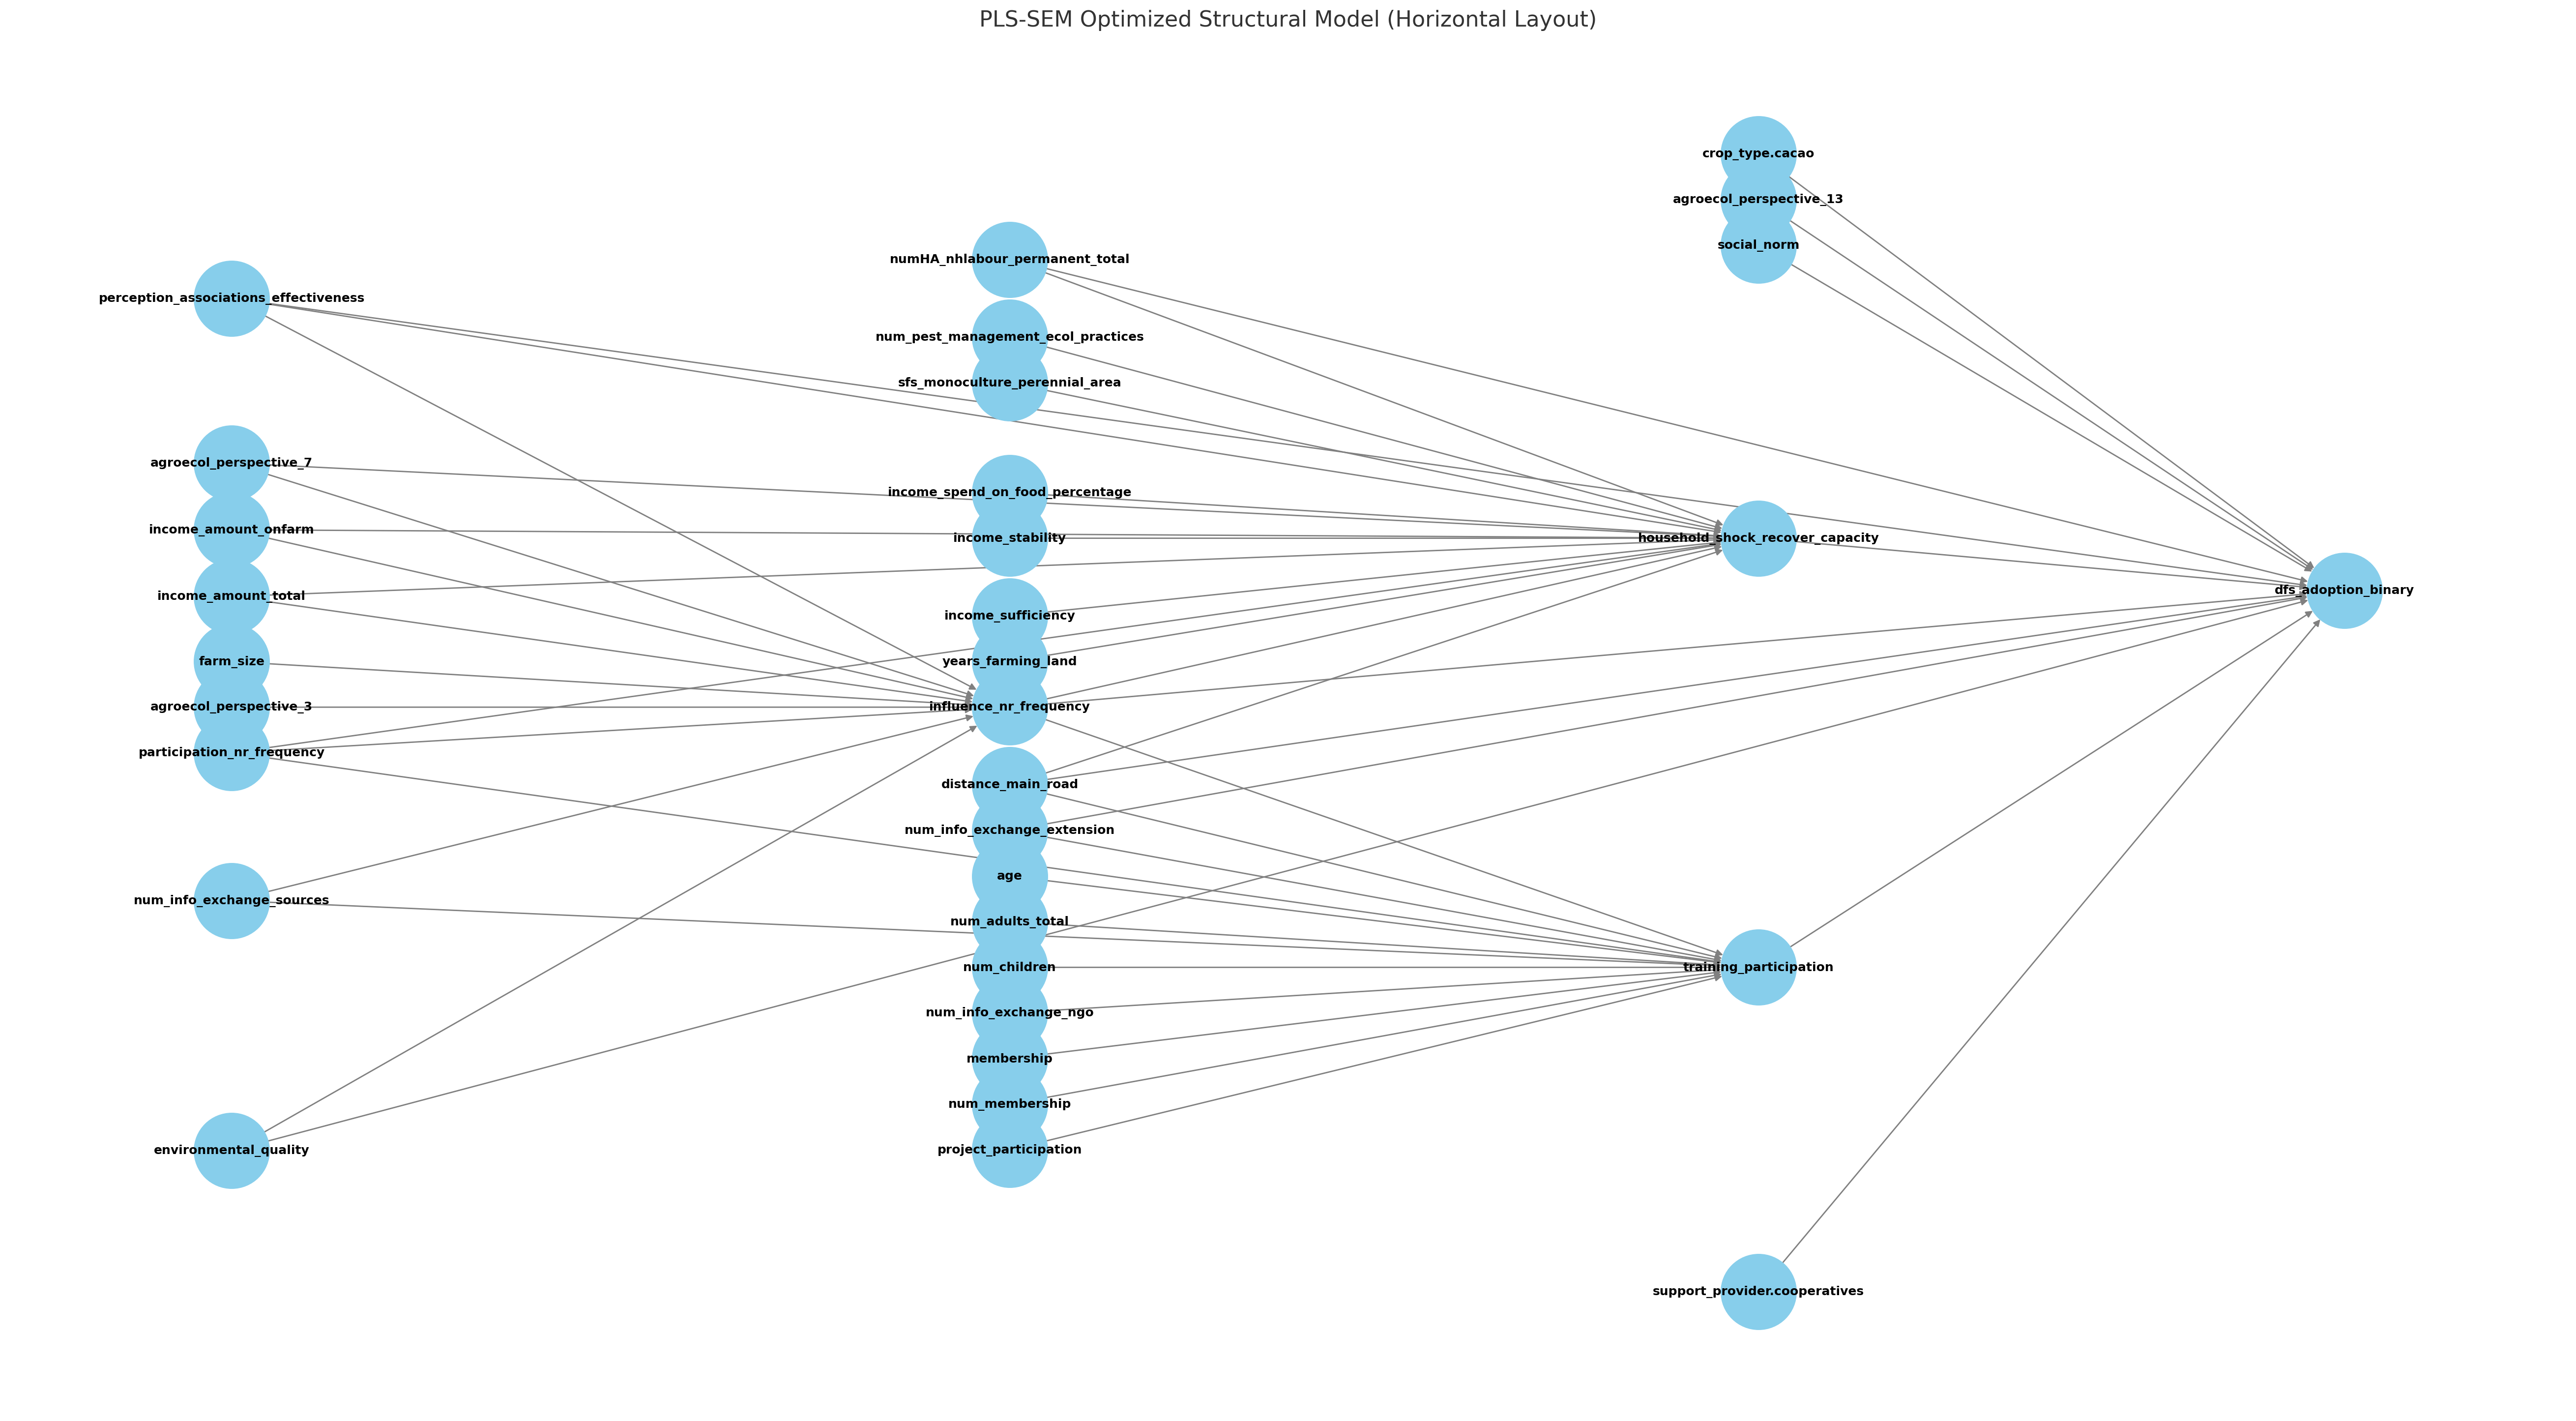 PLS-SEM Optimized Structural Model (Horizontal Layout)
perception_associations_effectiveness
agroecol_perspective_7
income_amount_onfarm
income_amount_total
farm_size
agroecol_perspective_3
participation_nr_frequency
num_info_exchange_sources
environmental_quality
numHA_nhlabour_permanent_total
num_pest_management_ecol_practices
sfs_monoculture_perennial_area
income_spend_on_food_percentage
income_stability
income_sufficiency
years_farming_land
influence_nr_frequency
distance_main_road
num_info_exchange_extension
age
num_adults_total
num_children
num_info_exchange_ngo
membership
num_membership
project_participation
crop_type.cacao
agroecol_perspective_13
social_norm
household_shock_recover_capacity
training_participation
support_provider.cooperatives
dfs_adoption_binary